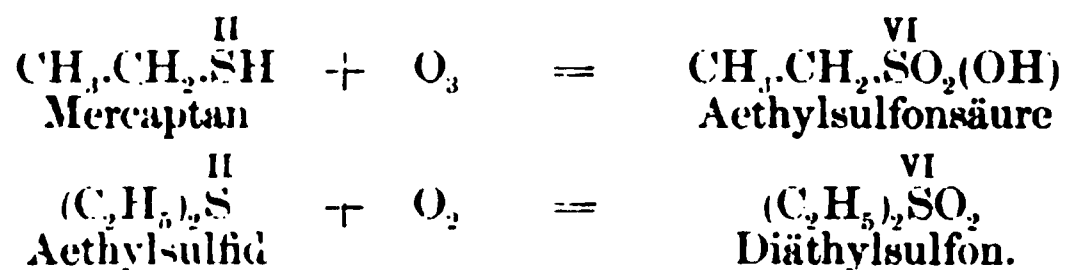 II VI
CH₃.CH₂.SH + O₃ = CH₃.CH₂.SO₂(OH)
Mercaptan Aethylsulfonsäure
II VI
(C₂H₅)₂S + O₂ = (C₂H₅)₂SO₂
Aethylsulfid Diäthylsulfon.